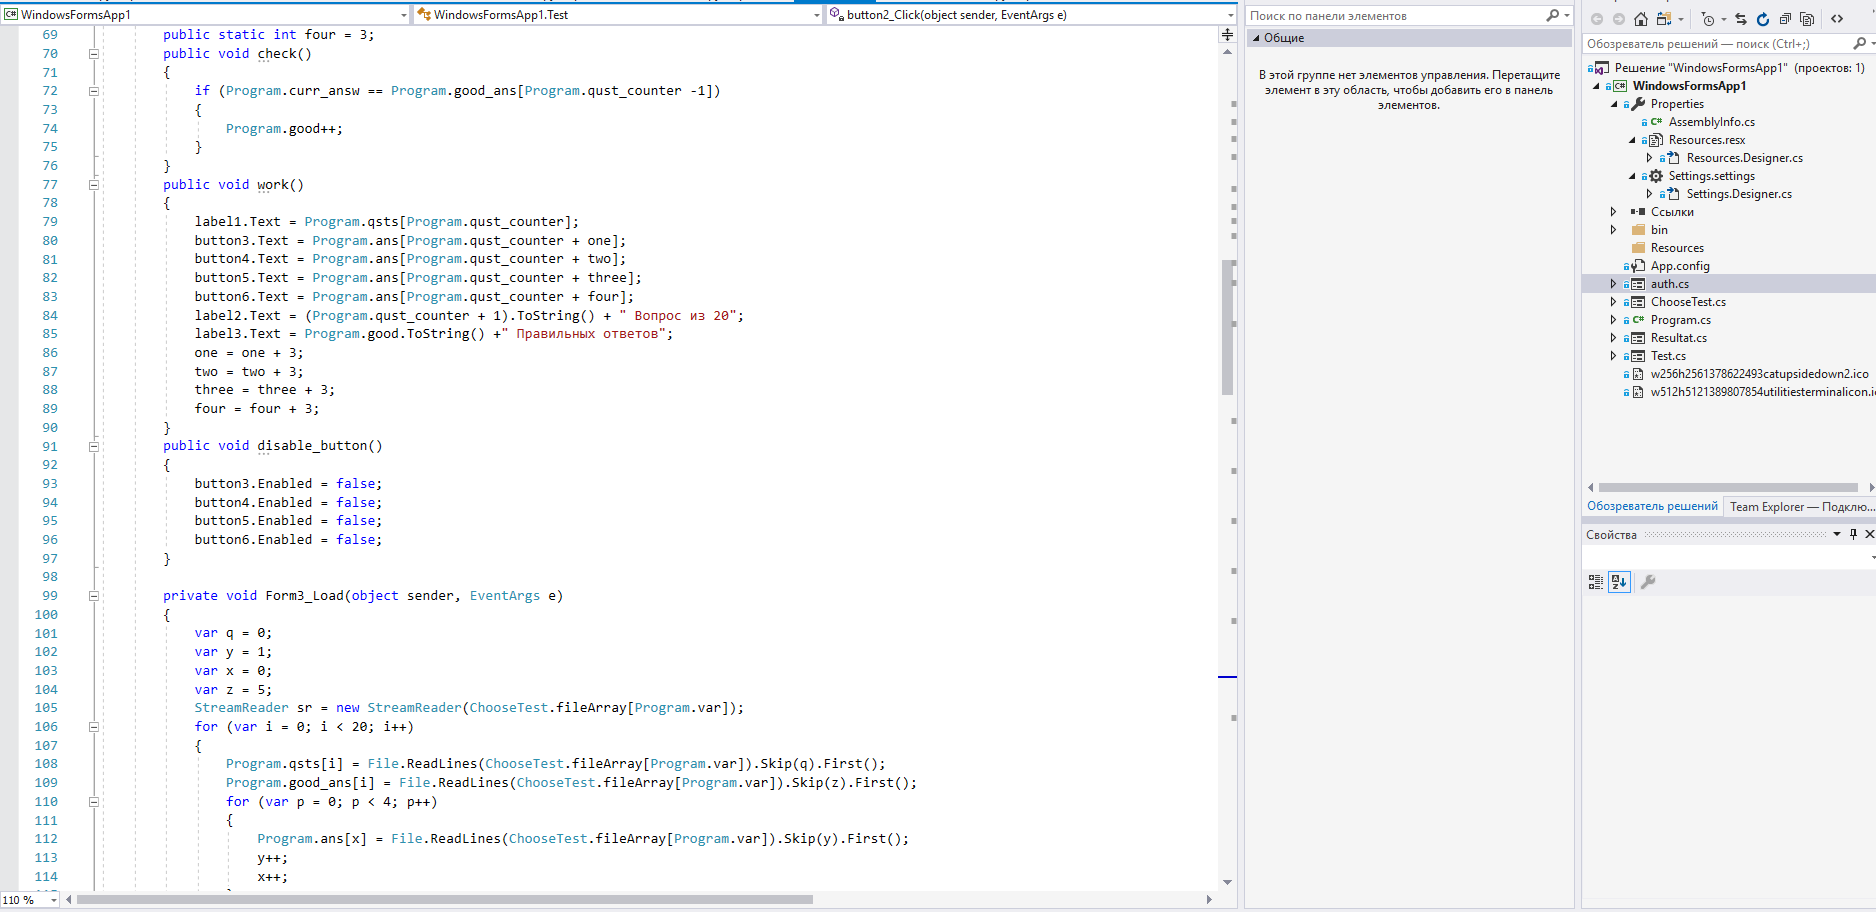 WindowsFormsApp1
WindowsFormsApp1.Test
button2_Click(object sender, EventArgs e)
69 public static int four = 3;
70 public void check()
71 {
72 if (Program.curr_answ == Program.good_ans[Program.qust_counter -1])
73 {
74 Program.good++;
75 }
76 }
77 public void work()
78 {
79 label1.Text = Program.qsts[Program.qust_counter];
80 button3.Text = Program.ans[Program.qust_counter + one];
81 button4.Text = Program.ans[Program.qust_counter + two];
82 button5.Text = Program.ans[Program.qust_counter + three];
83 button6.Text = Program.ans[Program.qust_counter + four];
84 label2.Text = (Program.qust_counter + 1).ToString() + " Вопрос из 20";
85 label3.Text = Program.good.ToString() +" Правильных ответов";
86 one = one + 3;
87 two = two + 3;
88 three = three + 3;
89 four = four + 3;
90 }
91 public void disable_button()
92 {
93 button3.Enabled = false;
94 button4.Enabled = false;
95 button5.Enabled = false;
96 button6.Enabled = false;
97 }
98
99 private void Form3_Load(object sender, EventArgs e)
100 {
101 var q = 0;
102 var y = 1;
103 var x = 0;
104 var z = 5;
105 StreamReader sr = new StreamReader(ChooseTest.fileArray[Program.var]);
106 for (var i = 0; i < 20; i++)
107 {
108 Program.qsts[i] = File.ReadLines(ChooseTest.fileArray[Program.var]).Skip(q).First();
109 Program.good_ans[i] = File.ReadLines(ChooseTest.fileArray[Program.var]).Skip(z).First();
110 for (var p = 0; p < 4; p++)
111 {
112 Program.ans[x] = File.ReadLines(ChooseTest.fileArray[Program.var]).Skip(y).First();
113 y++;
114 x++;
110 %
Поиск по панели элементов
Общие
В этой группе нет элементов управления. Перетащите
элемент в эту область, чтобы добавить его в панель
элементов.
Обозреватель решений — поиск (Ctrl+;)
Решение "WindowsFormsApp1" (проектов: 1)
C# WindowsFormsApp1
Properties
C# AssemblyInfo.cs
Resources.resx
Resources.Designer.cs
Settings.settings
Settings.Designer.cs
Ссылки
bin
Resources
App.config
auth.cs
ChooseTest.cs
C# Program.cs
Resultat.cs
Test.cs
w256h2561378622493catupsidedown2.ico
w512h5121389807854utilitiesterminalicon.i
Обозреватель решений
Team Explorer — Подклю...
Свойства